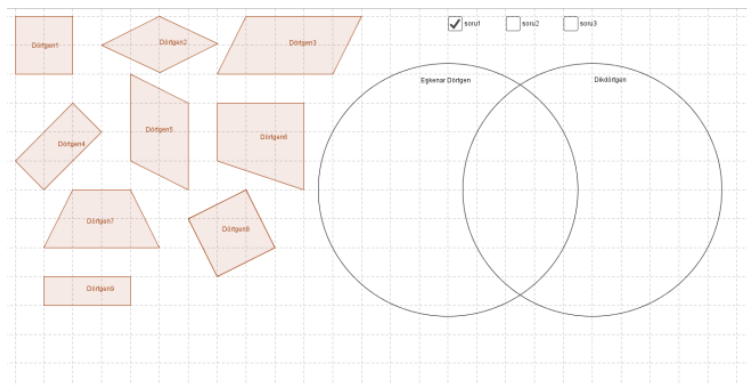 Dörtgen1
Dörtgen2
Dörtgen3
soru1
soru2
soru3
Eşkenar Dörtgen
Dikdörtgen
Dörtgen4
Dörtgen5
Dörtgen6
Dörtgen7
Dörtgen8
Dörtgen9